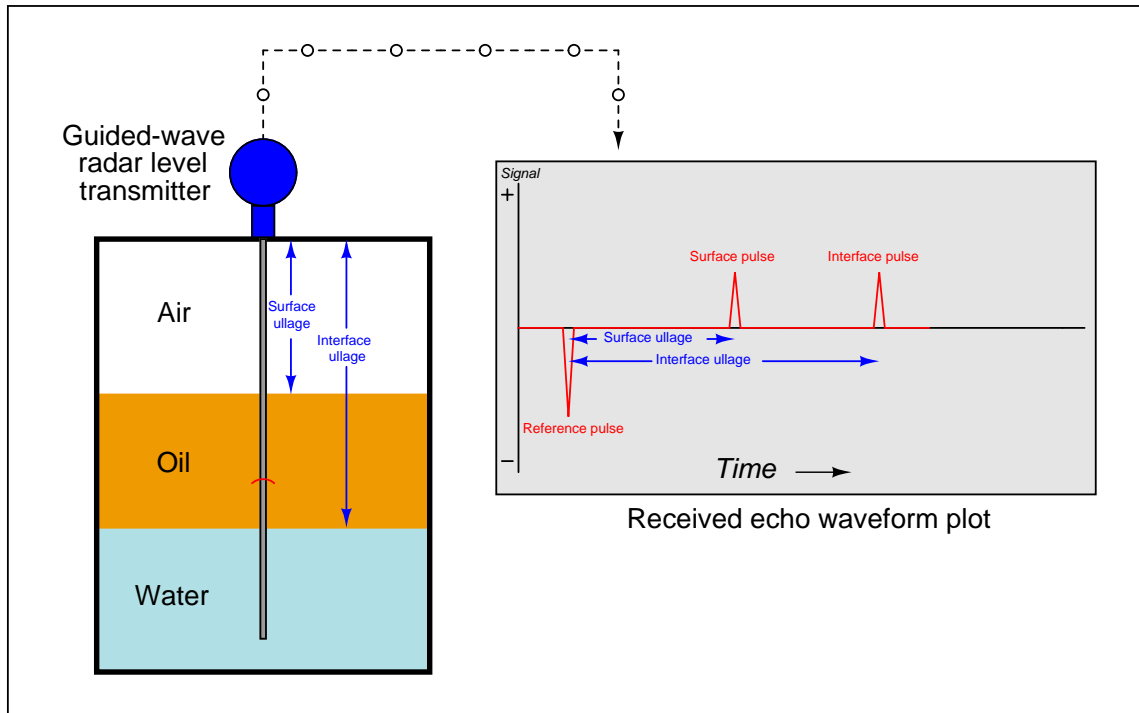 Guided-wave
radar level
transmitter
Air
Surface
ullage
Interface
ullage
Oil
Water
Signal
+
Surface pulse
Interface pulse
Surface ullage
Interface ullage
Reference pulse
−
Time
Received echo waveform plot